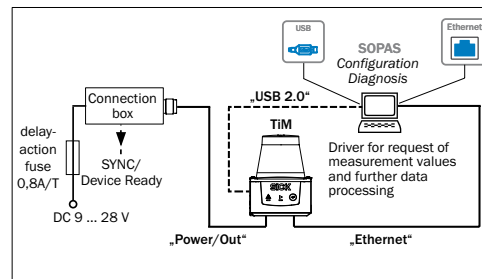 USB
SOPAS
Configuration
Diagnosis
Ethernet
Connection
box
„USB 2.0“
TiM
delay-
action
fuse
0,8A/T
SYNC/
Device Ready
Driver for request of
measurement values
and further data
processing
SICK
DC 9 ... 28 V
„Power/Out“
„Ethernet“